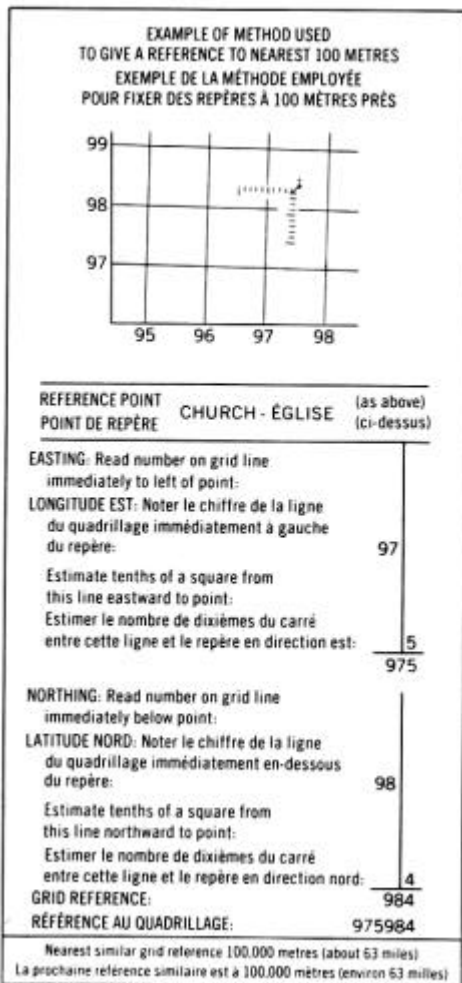 EXAMPLE OF METHOD USED
TO GIVE A REFERENCE TO NEAREST 100 METRES
EXEMPLE DE LA MÉTHODE EMPLOYÉE
POUR FIXER DES REPÈRES À 100 MÈTRES PRÈS
99
98
97
95 96 97 98
REFERENCE POINT
POINT DE REPÈRE
CHURCH - ÉGLISE
(as above)
(ci-dessus)
EASTING: Read number on grid line
immediately to left of point:
LONGITUDE EST: Noter le chiffre de la ligne
du quadrillage immédiatement à gauche
du repère: 97
Estimate tenths of a square from
this line eastward to point:
Estimer le nombre de dixièmes du carré
entre cette ligne et le repère en direction est: 5
975
NORTHING: Read number on grid line
immediately below point:
LATITUDE NORD: Noter le chiffre de la ligne
du quadrillage immédiatement en-dessous
du repère: 98
Estimate tenths of a square from
this line northward to point:
Estimer le nombre de dixièmes du carré
entre cette ligne et le repère en direction nord: 4
GRID REFERENCE: 984
RÉFÉRENCE AU QUADRILLAGE: 975984
Nearest similar grid reference 100,000 metres (about 63 miles)
La prochaine référence similaire est à 100,000 mètres (environ 63 milles)